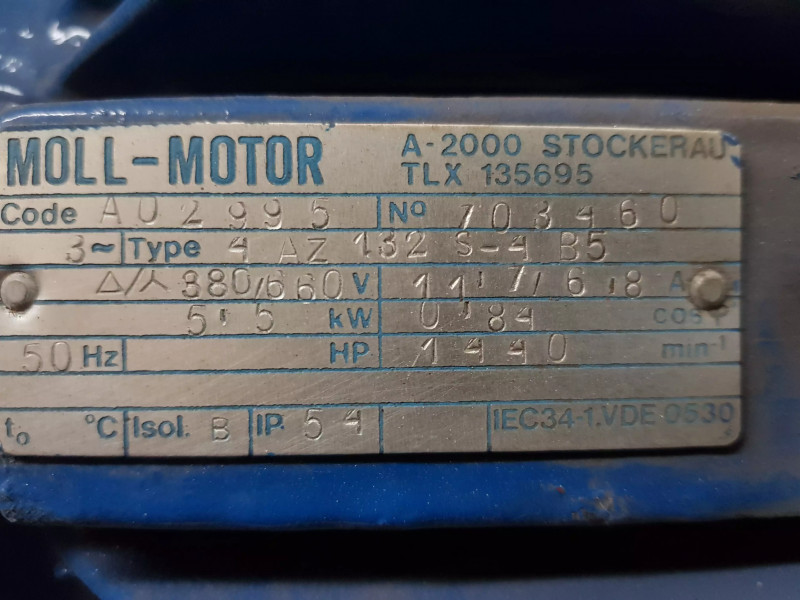 MOLL-MOTOR A-2000 STOCKERAU
TLX 135695
Code A02995 Nº 703460
3~ Type 4 AZ 132 S-4 B5
△/⅄ 380/660 V 11,7/6,8 A
5,5 kW 0,84 cos φ
50 Hz HP 1440 min-1
to °C Isol. B IP. 54 IEC34-1.VDE 0530